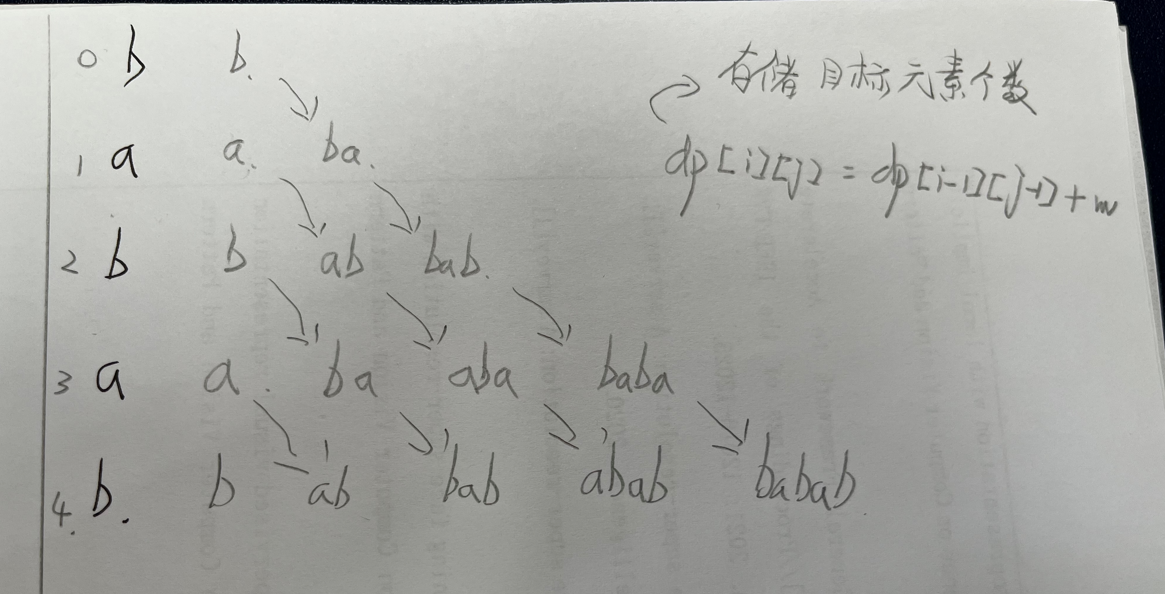 0 b b.
存储目标元素个数
1 a a. ba.
dp[i][j] = dp[i-1][j-1] + m
2 b b ab bab.
3 a a. ba aba baba
4. b. b ab bab abab babab